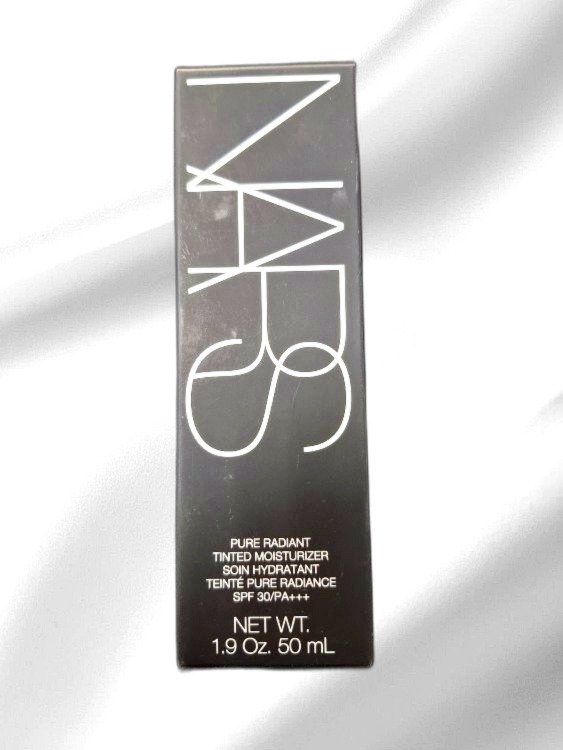 NARS
PURE RADIANT
TINTED MOISTURIZER
SOIN HYDRATANT
TEINTÉ PURE RADIANCE
SPF 30/PA+++
NET WT.
1.9 Oz. 50 mL